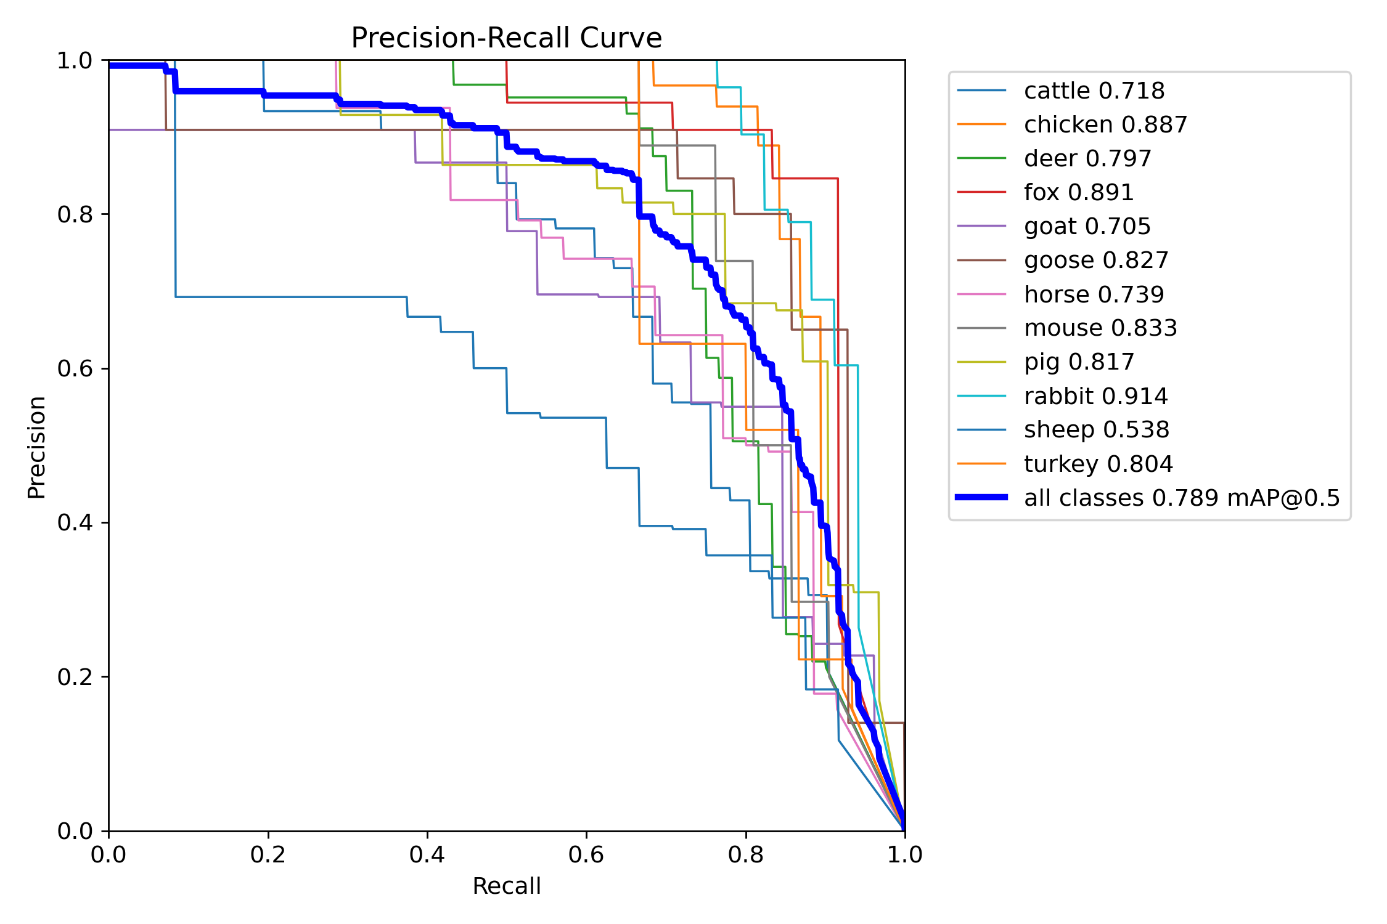 Precision-Recall Curve
1.0
0.8
0.6
0.4
0.2
0.0
Precision
0.0 0.2 0.4 0.6 0.8 1.0
Recall
cattle 0.718
chicken 0.887
deer 0.797
fox 0.891
goat 0.705
goose 0.827
horse 0.739
mouse 0.833
pig 0.817
rabbit 0.914
sheep 0.538
turkey 0.804
all classes 0.789 mAP@0.5